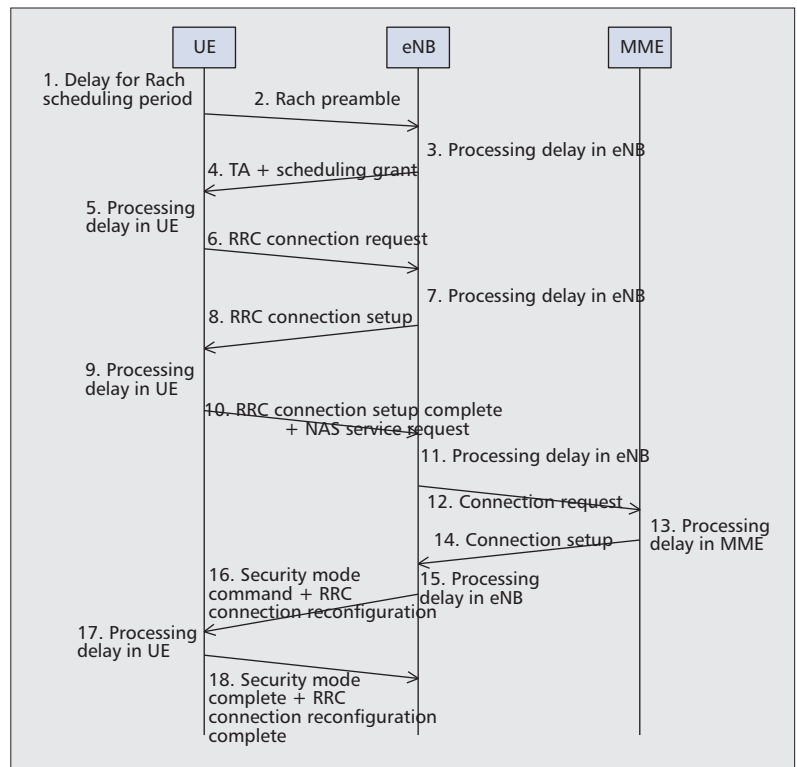 UE
eNB
MME
1. Delay for Rach
scheduling period
2. Rach preamble
3. Processing delay in eNB
4. TA + scheduling grant
5. Processing
delay in UE
6. RRC connection request
7. Processing delay in eNB
8. RRC connection setup
9. Processing
delay in UE
10. RRC connection setup complete
+ NAS service request
11. Processing delay in eNB
12. Connection request
13. Processing
delay in MME
14. Connection setup
15. Processing
delay in eNB
16. Security mode
command + RRC
connection reconfiguration
17. Processing
delay in UE
18. Security mode
complete + RRC
connection reconfiguration
complete